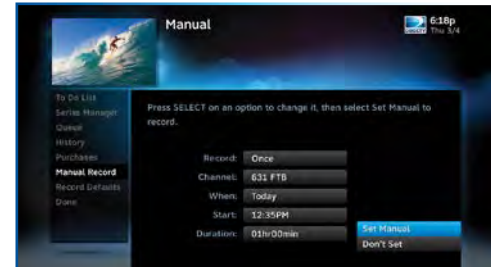 Manual
DIRECTV
6:18p
Thu 3/4
To Do List
Series Manager
Queue
History
Purchases
Manual Record
Record Defaults
Done
Press SELECT on an option to change it, then select Set Manual to
record.
Record: Once
Channel: 631 FTB
When: Today
Start: 12:35PM
Duration: 01hr00min
Set Manual
Don't Set